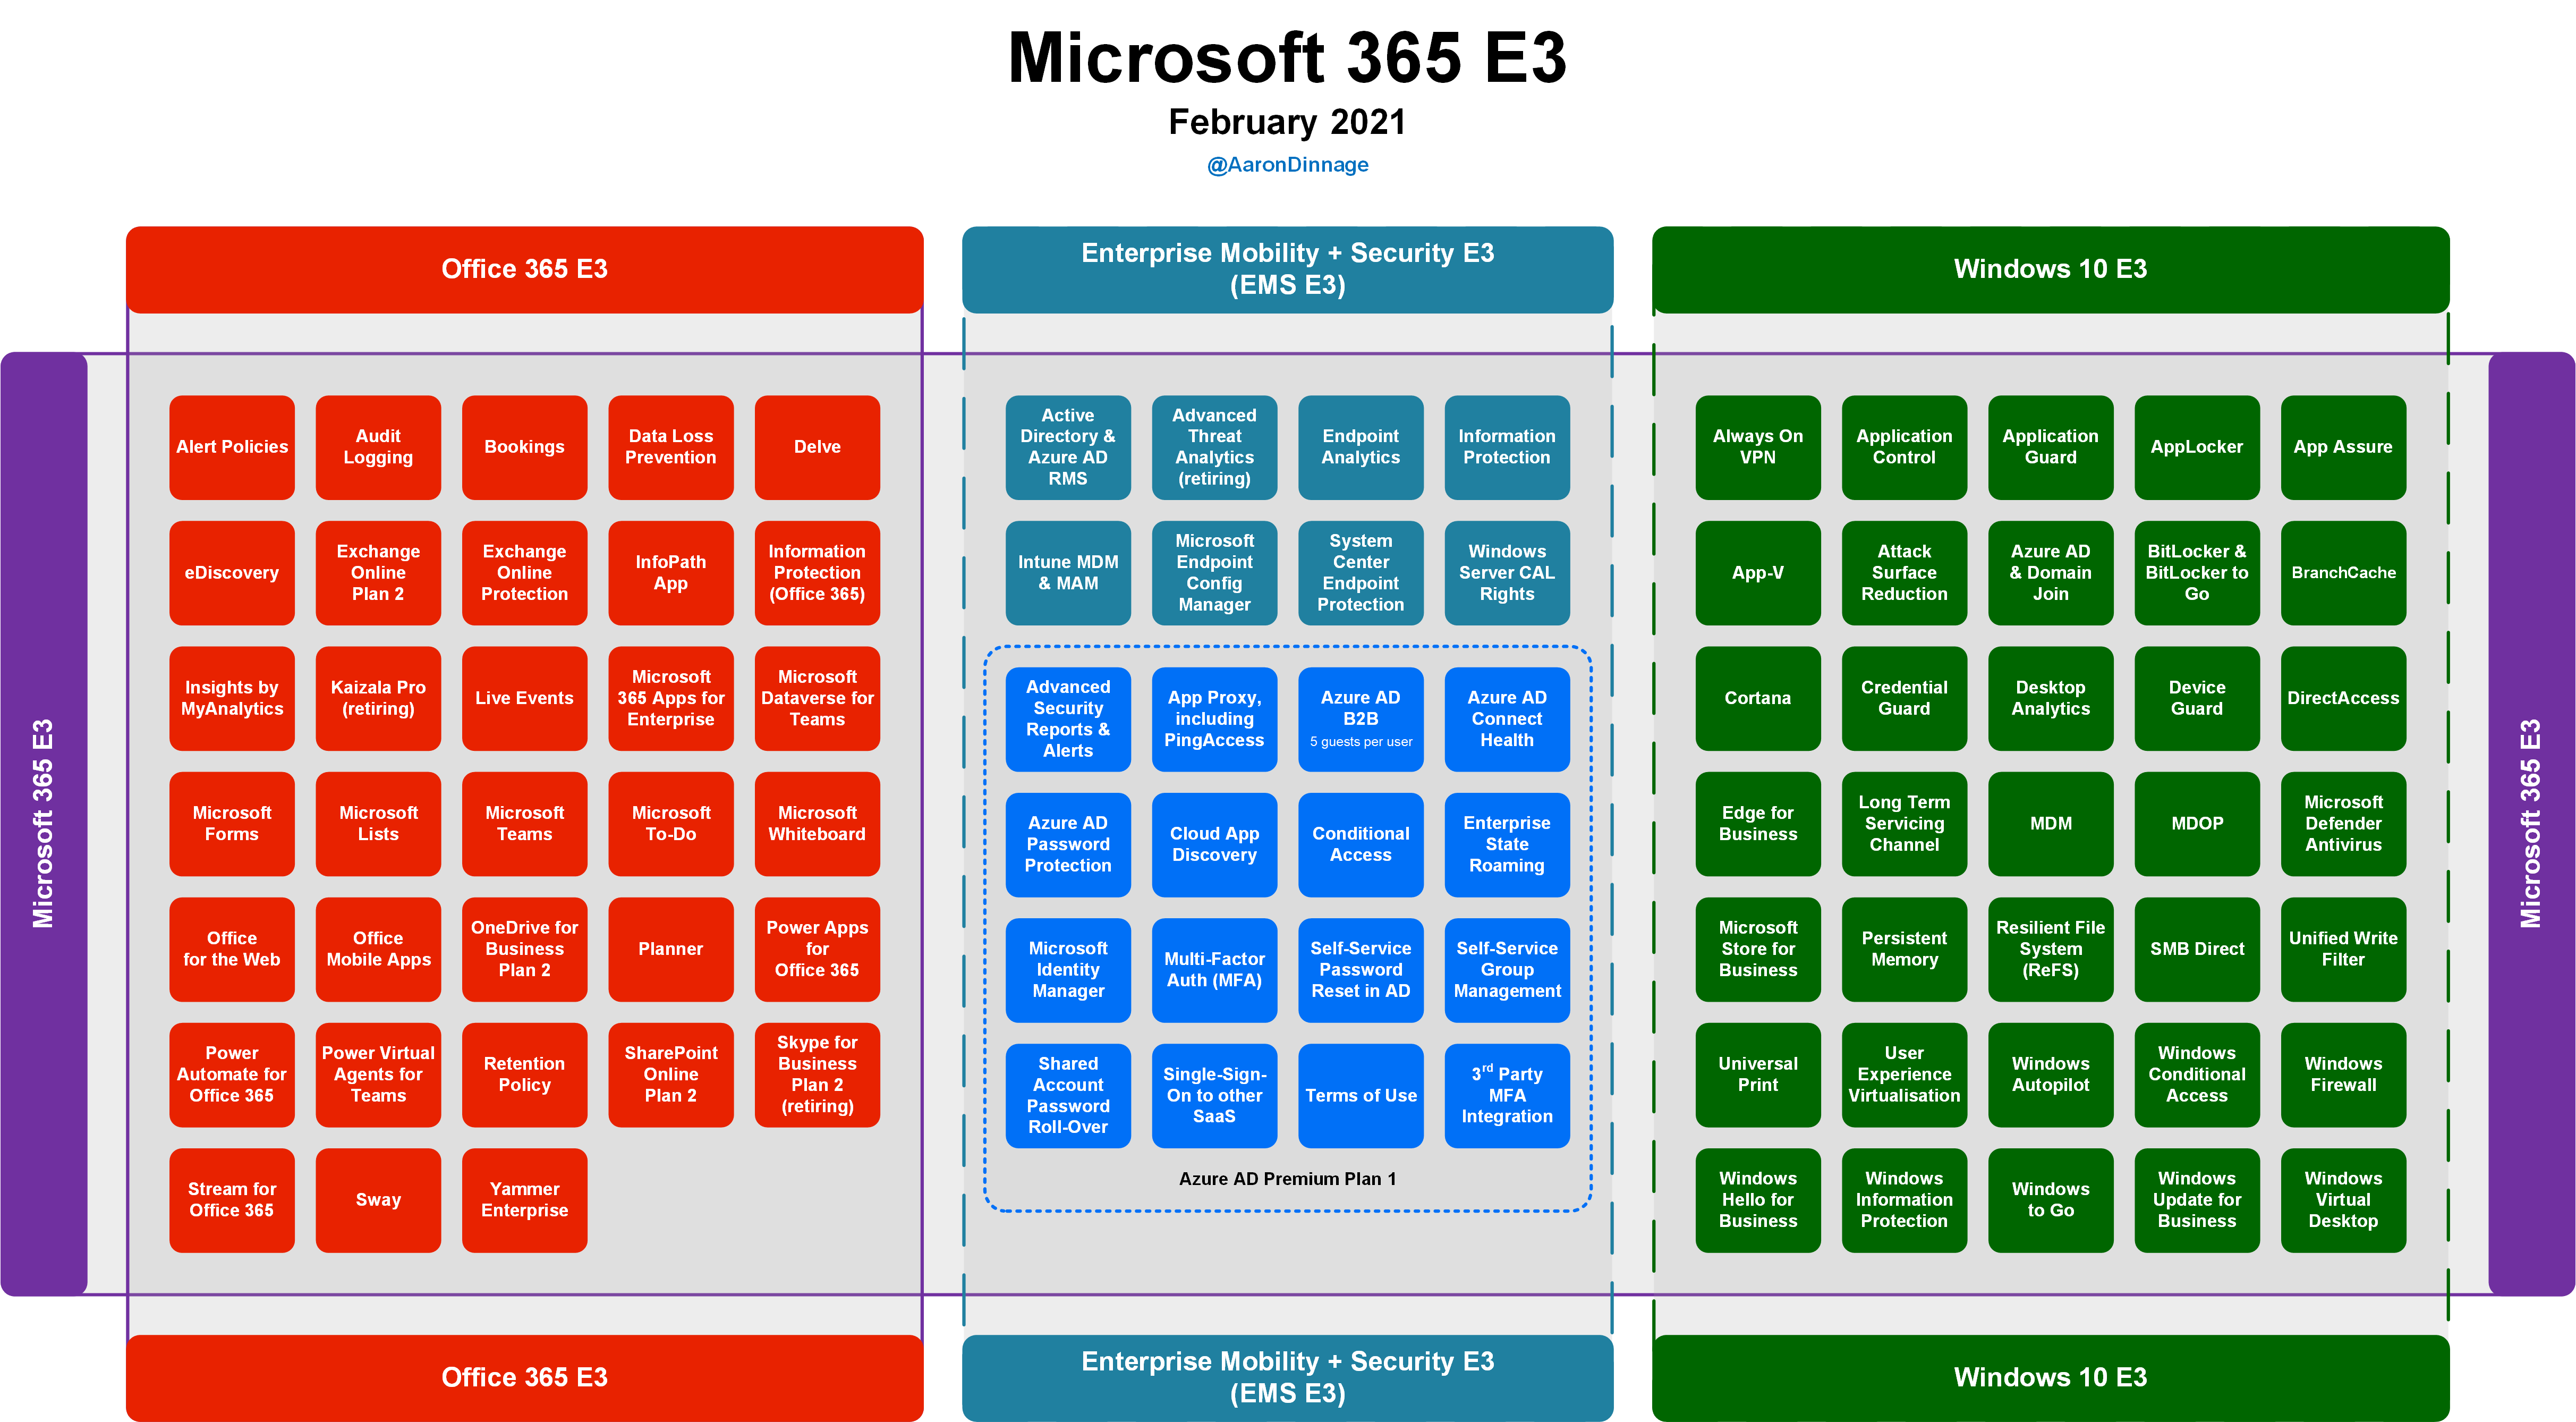 Microsoft 365 E3
February 2021
@AaronDinnage
Office 365 E3
Enterprise Mobility + Security E3
(EMS E3)
Windows 10 E3
Microsoft 365 E3
Alert Policies
Audit
Logging
Bookings
Data Loss
Prevention
Delve
eDiscovery
Exchange
Online
Plan 2
Exchange
Online
Protection
InfoPath
App
Information
Protection
(Office 365)
Insights by
MyAnalytics
Kaizala Pro
(retiring)
Live Events
Microsoft
365 Apps for
Enterprise
Microsoft
Dataverse for
Teams
Microsoft
Forms
Microsoft
Lists
Microsoft
Teams
Microsoft
To-Do
Microsoft
Whiteboard
Office
for the Web
Office
Mobile Apps
OneDrive for
Business
Plan 2
Planner
Power Apps
for
Office 365
Power
Automate for
Office 365
Power Virtual
Agents for
Teams
Retention
Policy
SharePoint
Online
Plan 2
Skype for
Business
Plan 2
(retiring)
Stream for
Office 365
Sway
Yammer
Enterprise
Active
Directory &
Azure AD
RMS
Advanced
Threat
Analytics
(retiring)
Endpoint
Analytics
Information
Protection
Intune MDM
& MAM
Microsoft
Endpoint
Config
Manager
System
Center
Endpoint
Protection
Windows
Server CAL
Rights
Advanced
Security
Reports &
Alerts
App Proxy,
including
PingAccess
Azure AD
B2B
5 guests per user
Azure AD
Connect
Health
Azure AD
Password
Protection
Cloud App
Discovery
Conditional
Access
Enterprise
State
Roaming
Microsoft
Identity
Manager
Multi-Factor
Auth (MFA)
Self-Service
Password
Reset in AD
Self-Service
Group
Management
Shared
Account
Password
Roll-Over
Single-Sign-
On to other
SaaS
Terms of Use
3rd Party
MFA
Integration
Azure AD Premium Plan 1
Always On
VPN
Application
Control
Application
Guard
AppLocker
App Assure
App-V
Attack
Surface
Reduction
Azure AD
& Domain
Join
BitLocker &
BitLocker to
Go
BranchCache
Cortana
Credential
Guard
Desktop
Analytics
Device
Guard
DirectAccess
Edge for
Business
Long Term
Servicing
Channel
MDM
MDOP
Microsoft
Defender
Antivirus
Microsoft
Store for
Business
Persistent
Memory
Resilient File
System
(ReFS)
SMB Direct
Unified Write
Filter
Universal
Print
User
Experience
Virtualisation
Windows
Autopilot
Windows
Conditional
Access
Windows
Firewall
Windows
Hello for
Business
Windows
Information
Protection
Windows
to Go
Windows
Update for
Business
Windows
Virtual
Desktop
Microsoft 365 E3
Office 365 E3
Enterprise Mobility + Security E3
(EMS E3)
Windows 10 E3